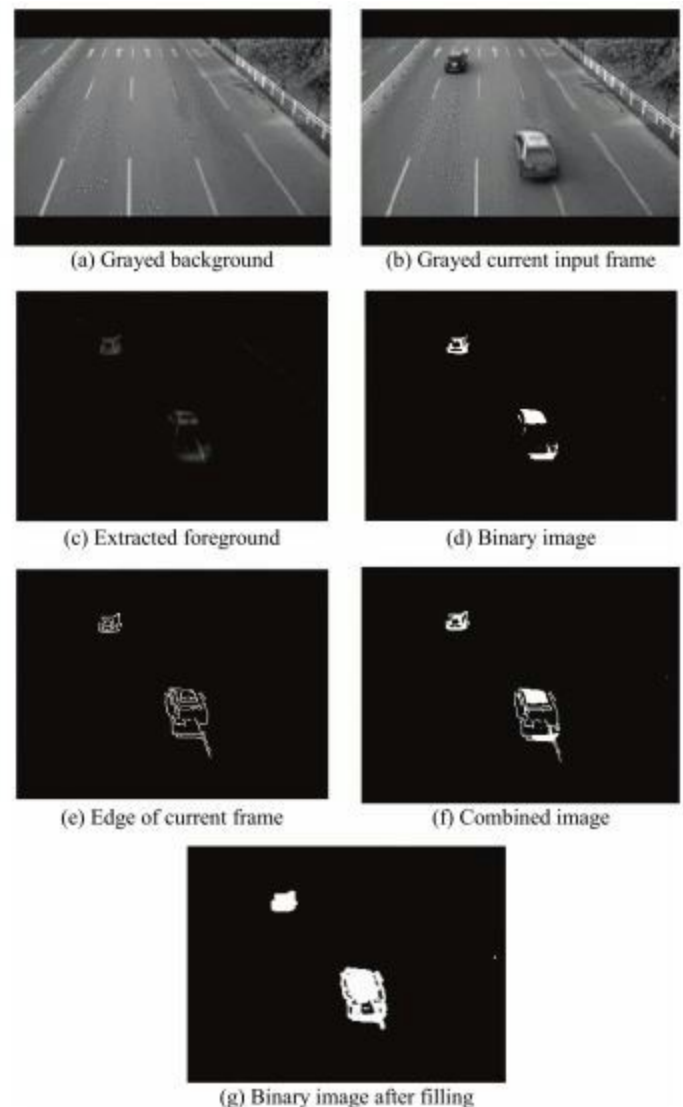 (a) Grayed background
(b) Grayed current input frame
(c) Extracted foreground
(d) Binary image
(e) Edge of current frame
(f) Combined image
(g) Binary image after filling